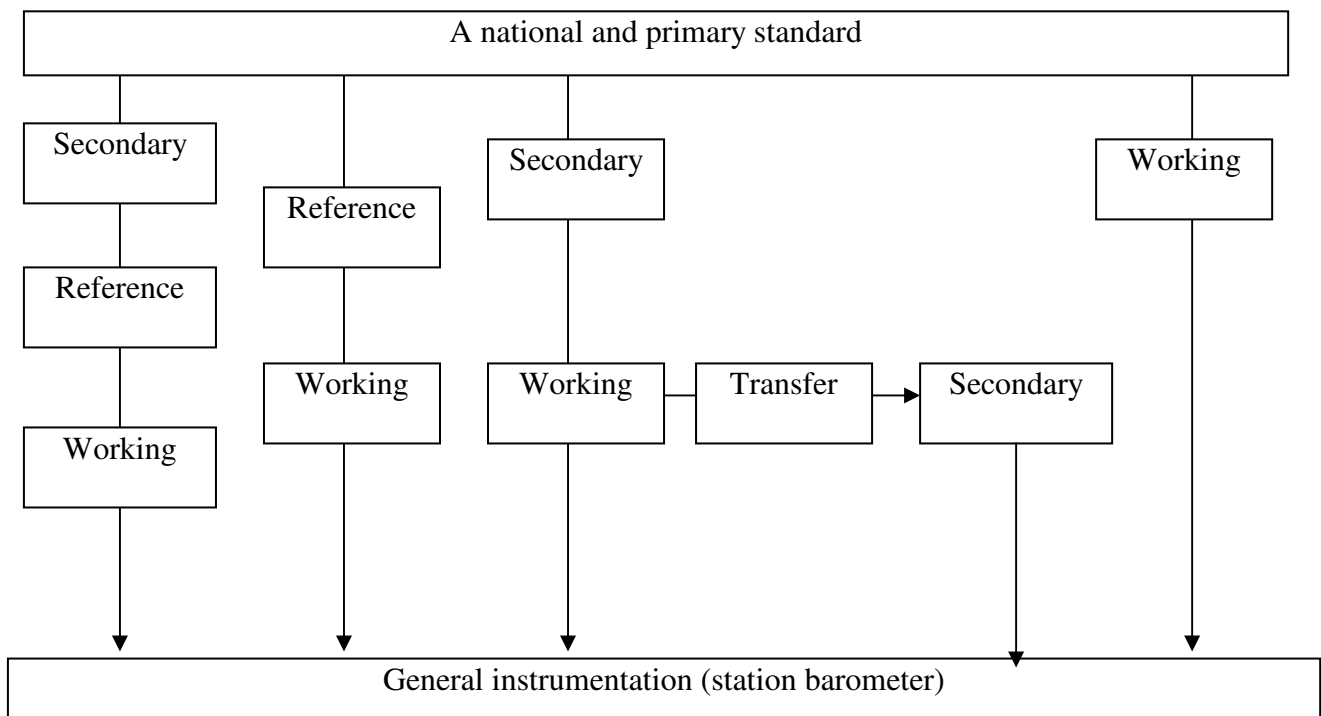 A national and primary standard
Secondary
Secondary
Working
Reference
Reference
Working
Working
Transfer
Secondary
Working
General instrumentation (station barometer)